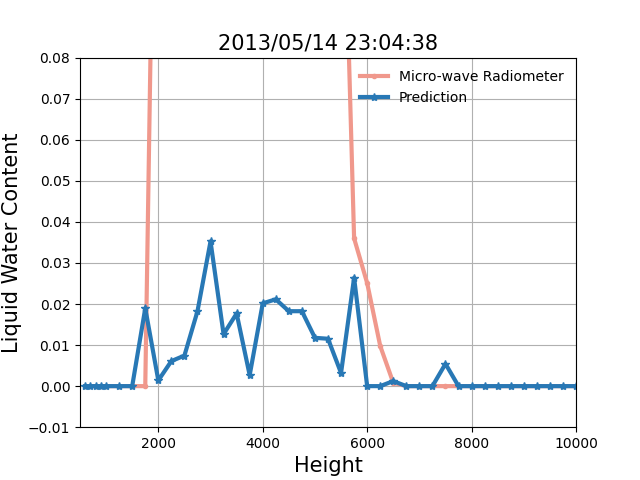 2013/05/14 23:04:38
Micro-wave Radiometer
Prediction
Liquid Water Content
0.08
0.07
0.06
0.05
0.04
0.03
0.02
0.01
0.00
−0.01
2000 4000 6000 8000 10000
Height